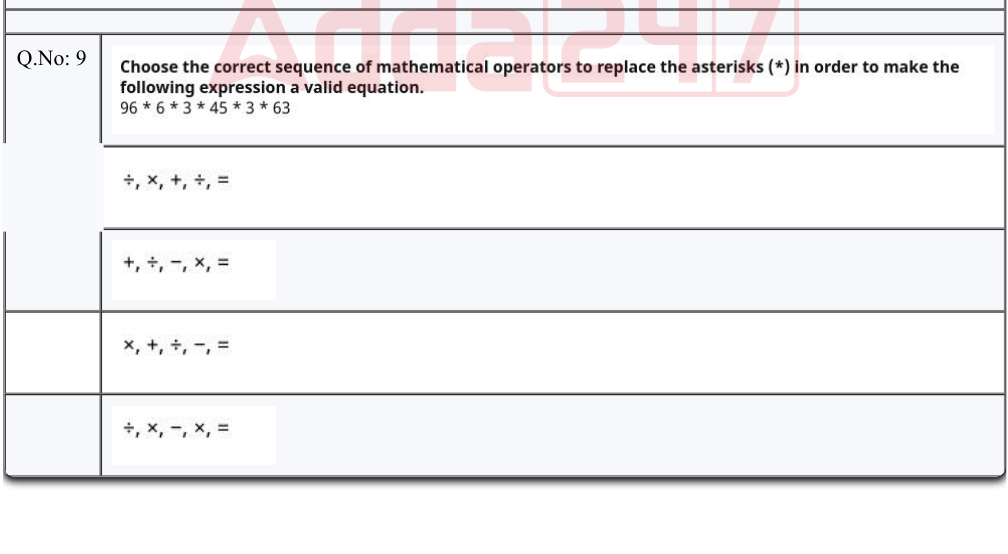 Adda247
Q.No: 9
Choose the correct sequence of mathematical operators to replace the asterisks (*) in order to make the
following expression a valid equation.
96 * 6 * 3 * 45 * 3 * 63
÷, ×, +, ÷, =
+, ÷, −, ×, =
×, +, ÷, −, =
÷, ×, −, ×, =